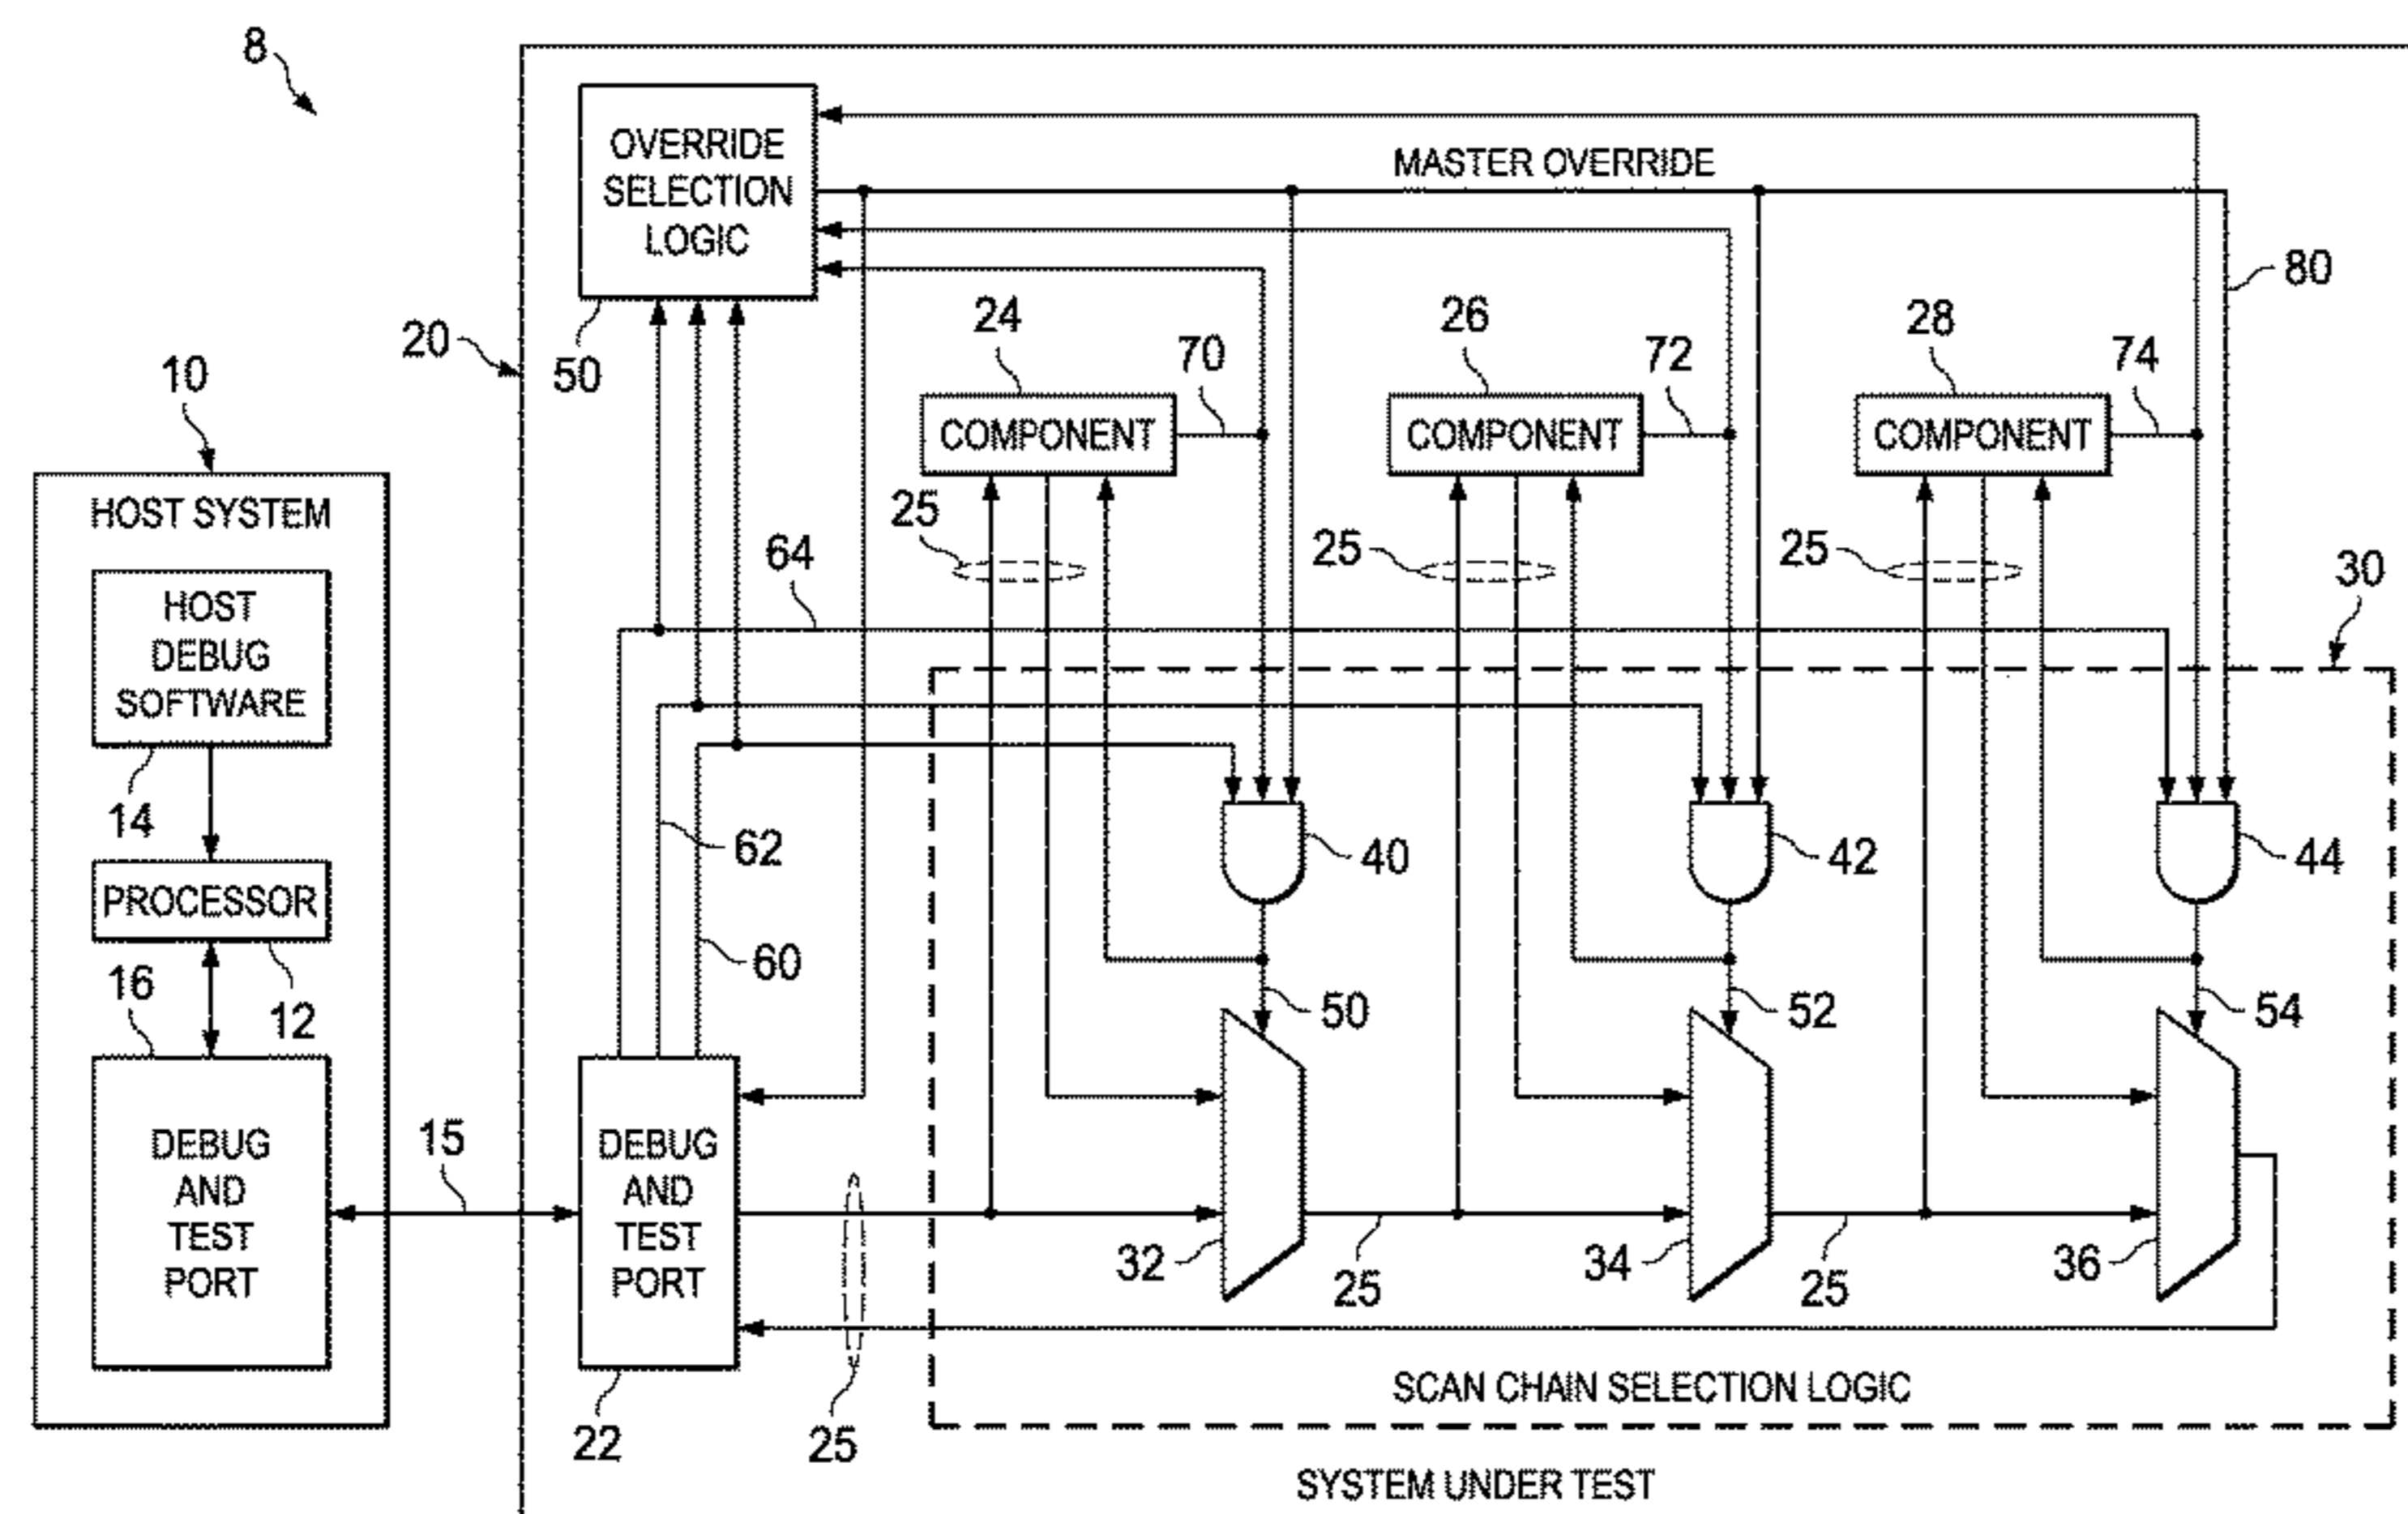 8
OVERRIDE
SELECTION
LOGIC
MASTER OVERRIDE
80
20
50
24
70
26
72
28
74
10
COMPONENT
COMPONENT
COMPONENT
HOST SYSTEM
25
25
25
64
30
HOST
DEBUG
SOFTWARE
14
62
40
42
44
PROCESSOR
60
16
12
50
52
54
DEBUG
AND
TEST
PORT
15
DEBUG
AND
TEST
PORT
32
25
34
25
36
22
25
SCAN CHAIN SELECTION LOGIC
SYSTEM UNDER TEST